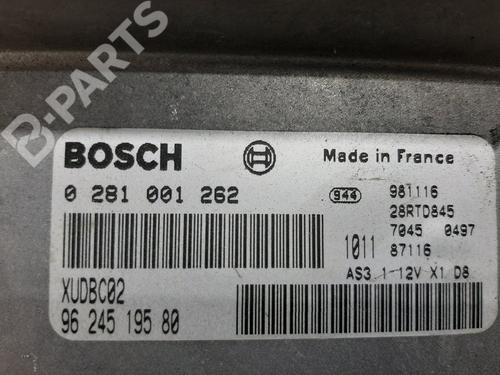 B-PARTS
BOSCH
Made in France
0 281 001 262
944
981116
28RTD845
7045 0497
1011 87116
AS3.1-12V X1 D8
XUDBC02
96 245 195 80